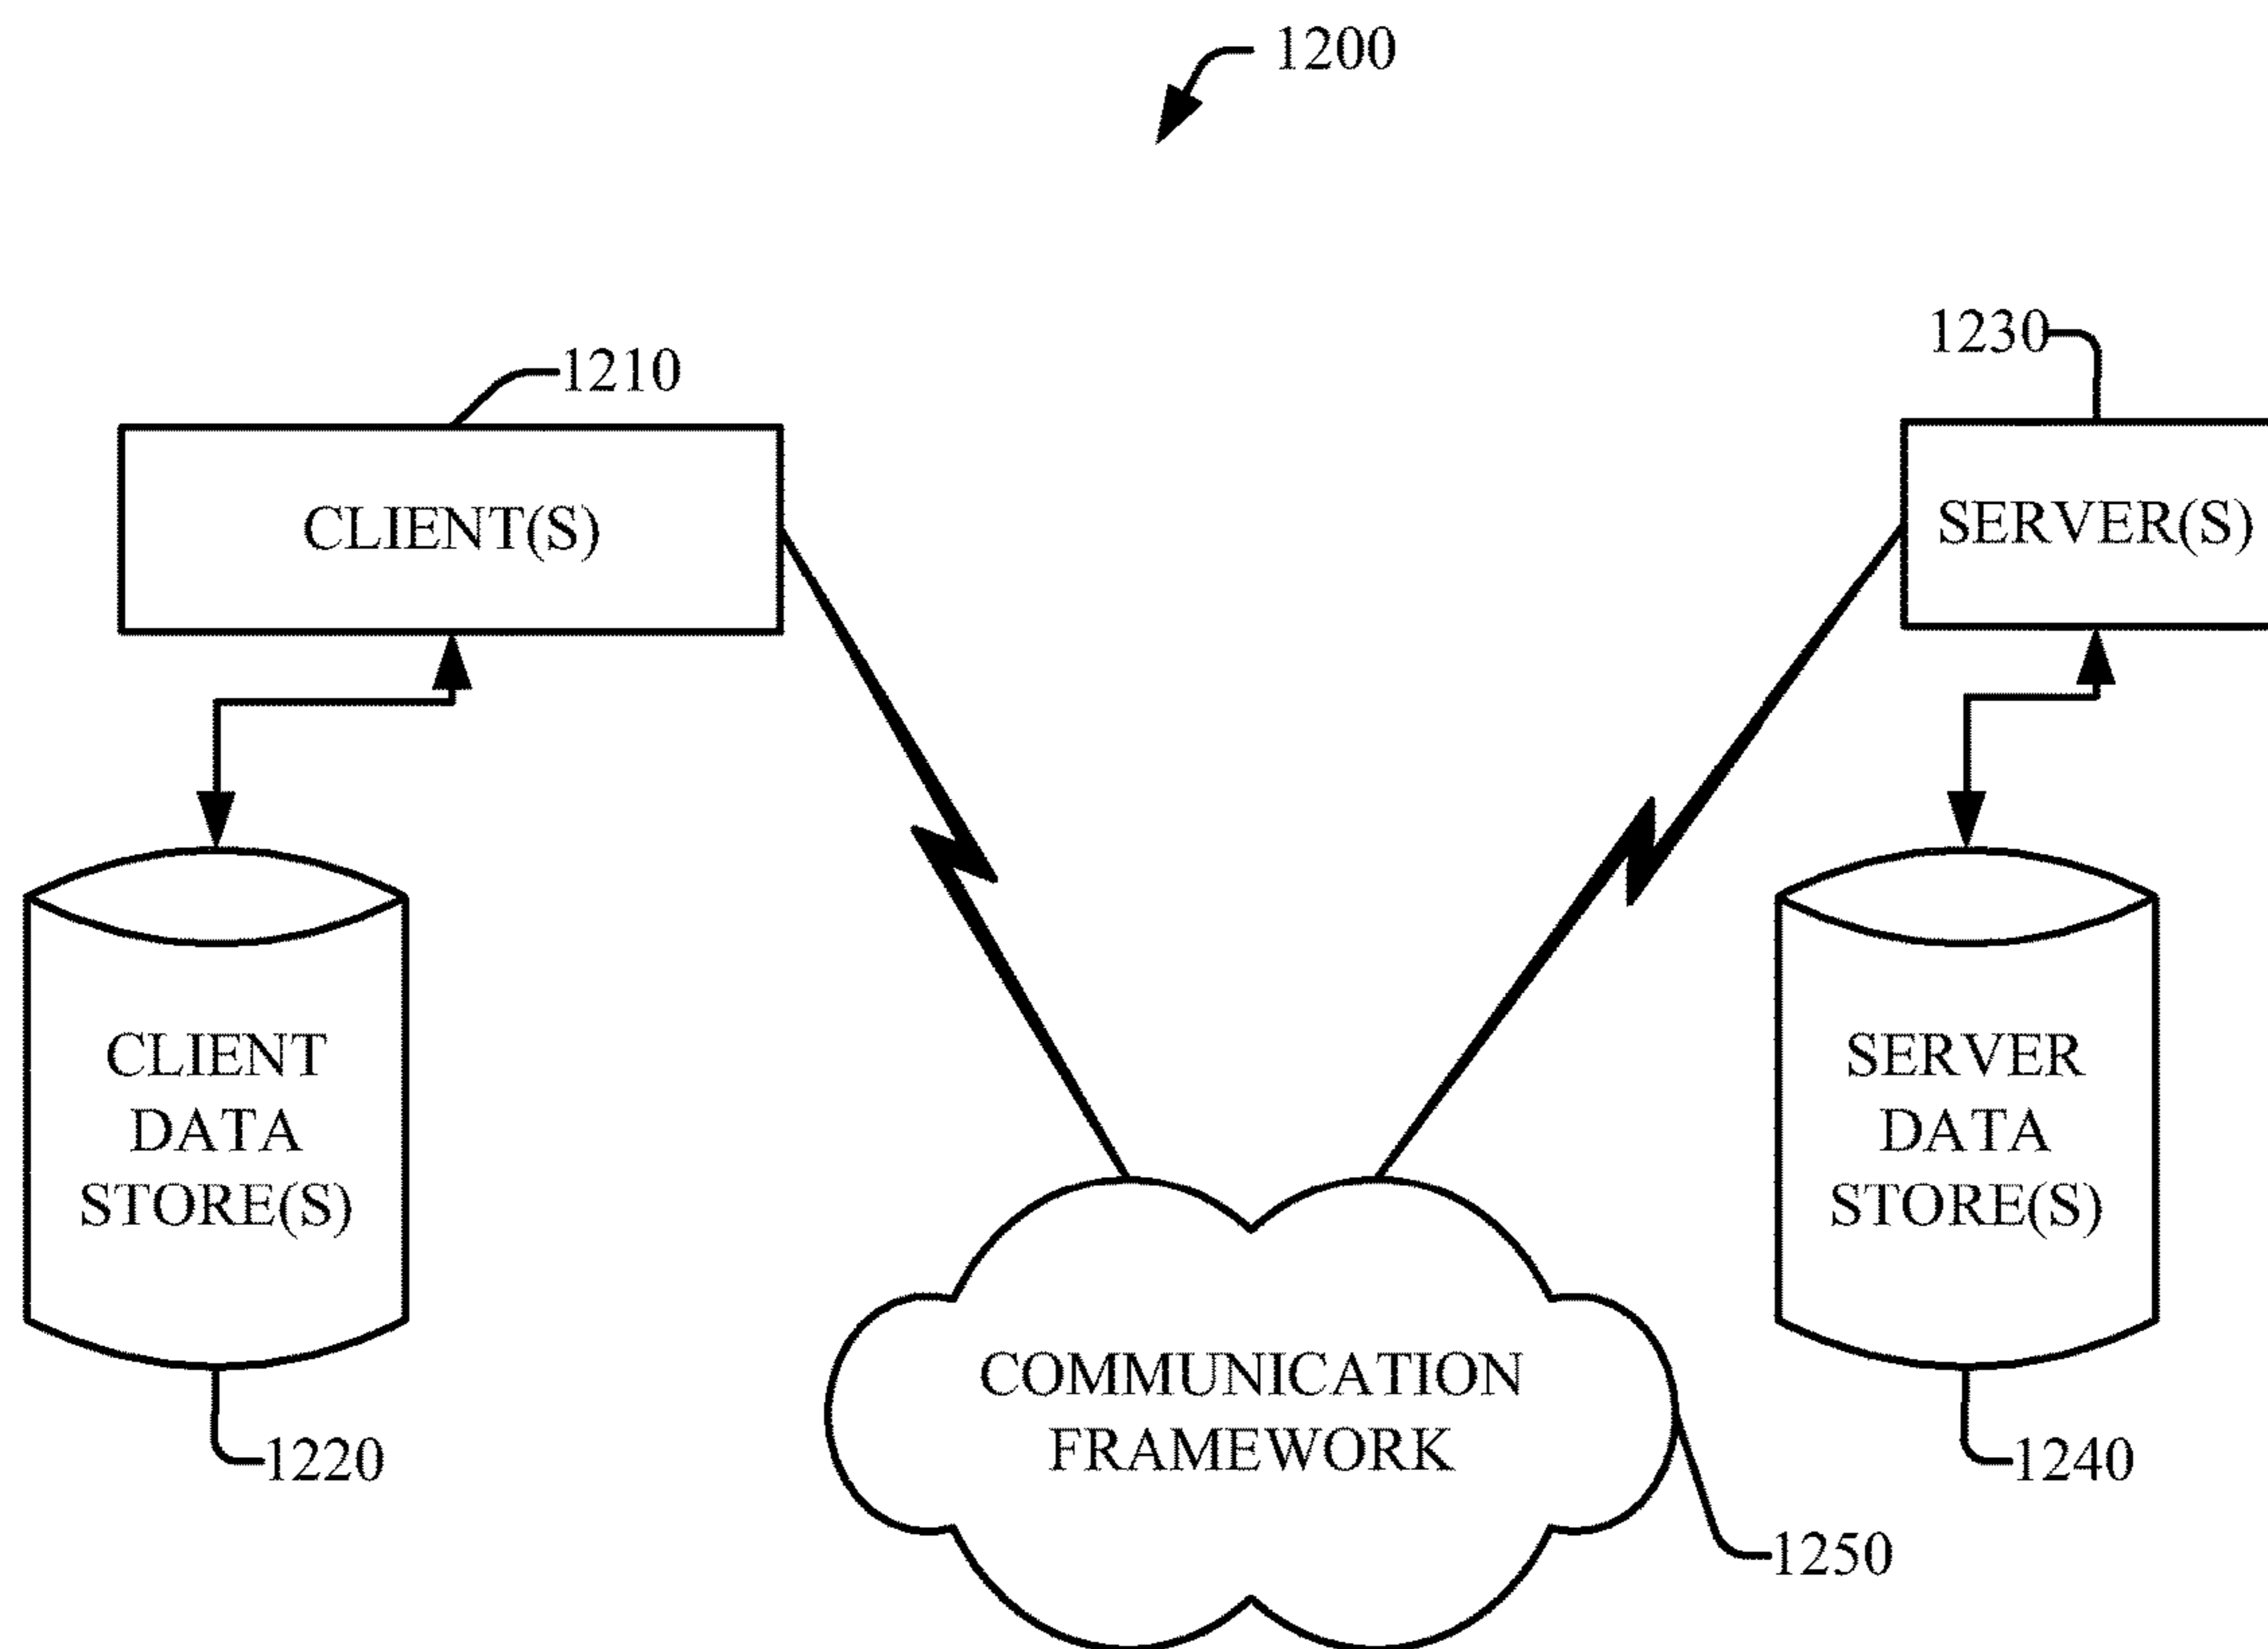 1200
1210
1230
CLIENT(S)
SERVER(S)
CLIENT
DATA
STORE(S)
SERVER
DATA
STORE(S)
COMMUNICATION
FRAMEWORK
1220
1240
1250